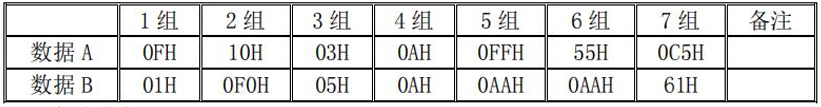 1 组 2 组 3 组 4 组 5 组 6 组 7 组 备注
数据 A 0FH 10H 03H 0AH 0FFH 55H 0C5H
数据 B 01H 0F0H 05H 0AH 0AAH 0AAH 61H